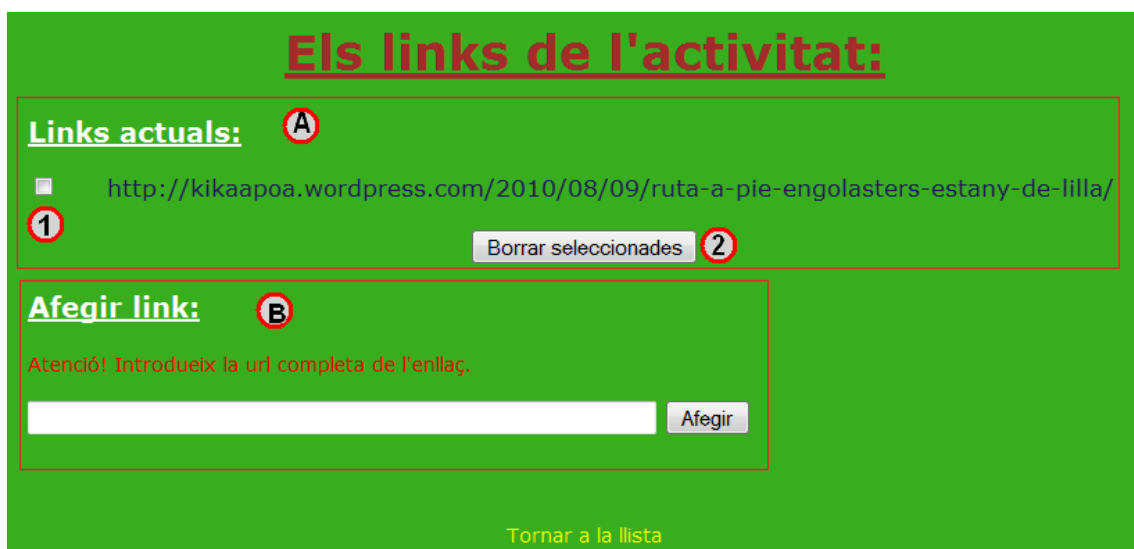 Els links de l'activitat:
Links actuals: A
http://kikaapoa.wordpress.com/2010/08/09/ruta-a-pie-engolasters-estany-de-lilla/
1
Borrar seleccionades 2
Afegir link: B
Atenció! Introdueix la url completa de l'enllaç.
Afegir
Tornar a la llista